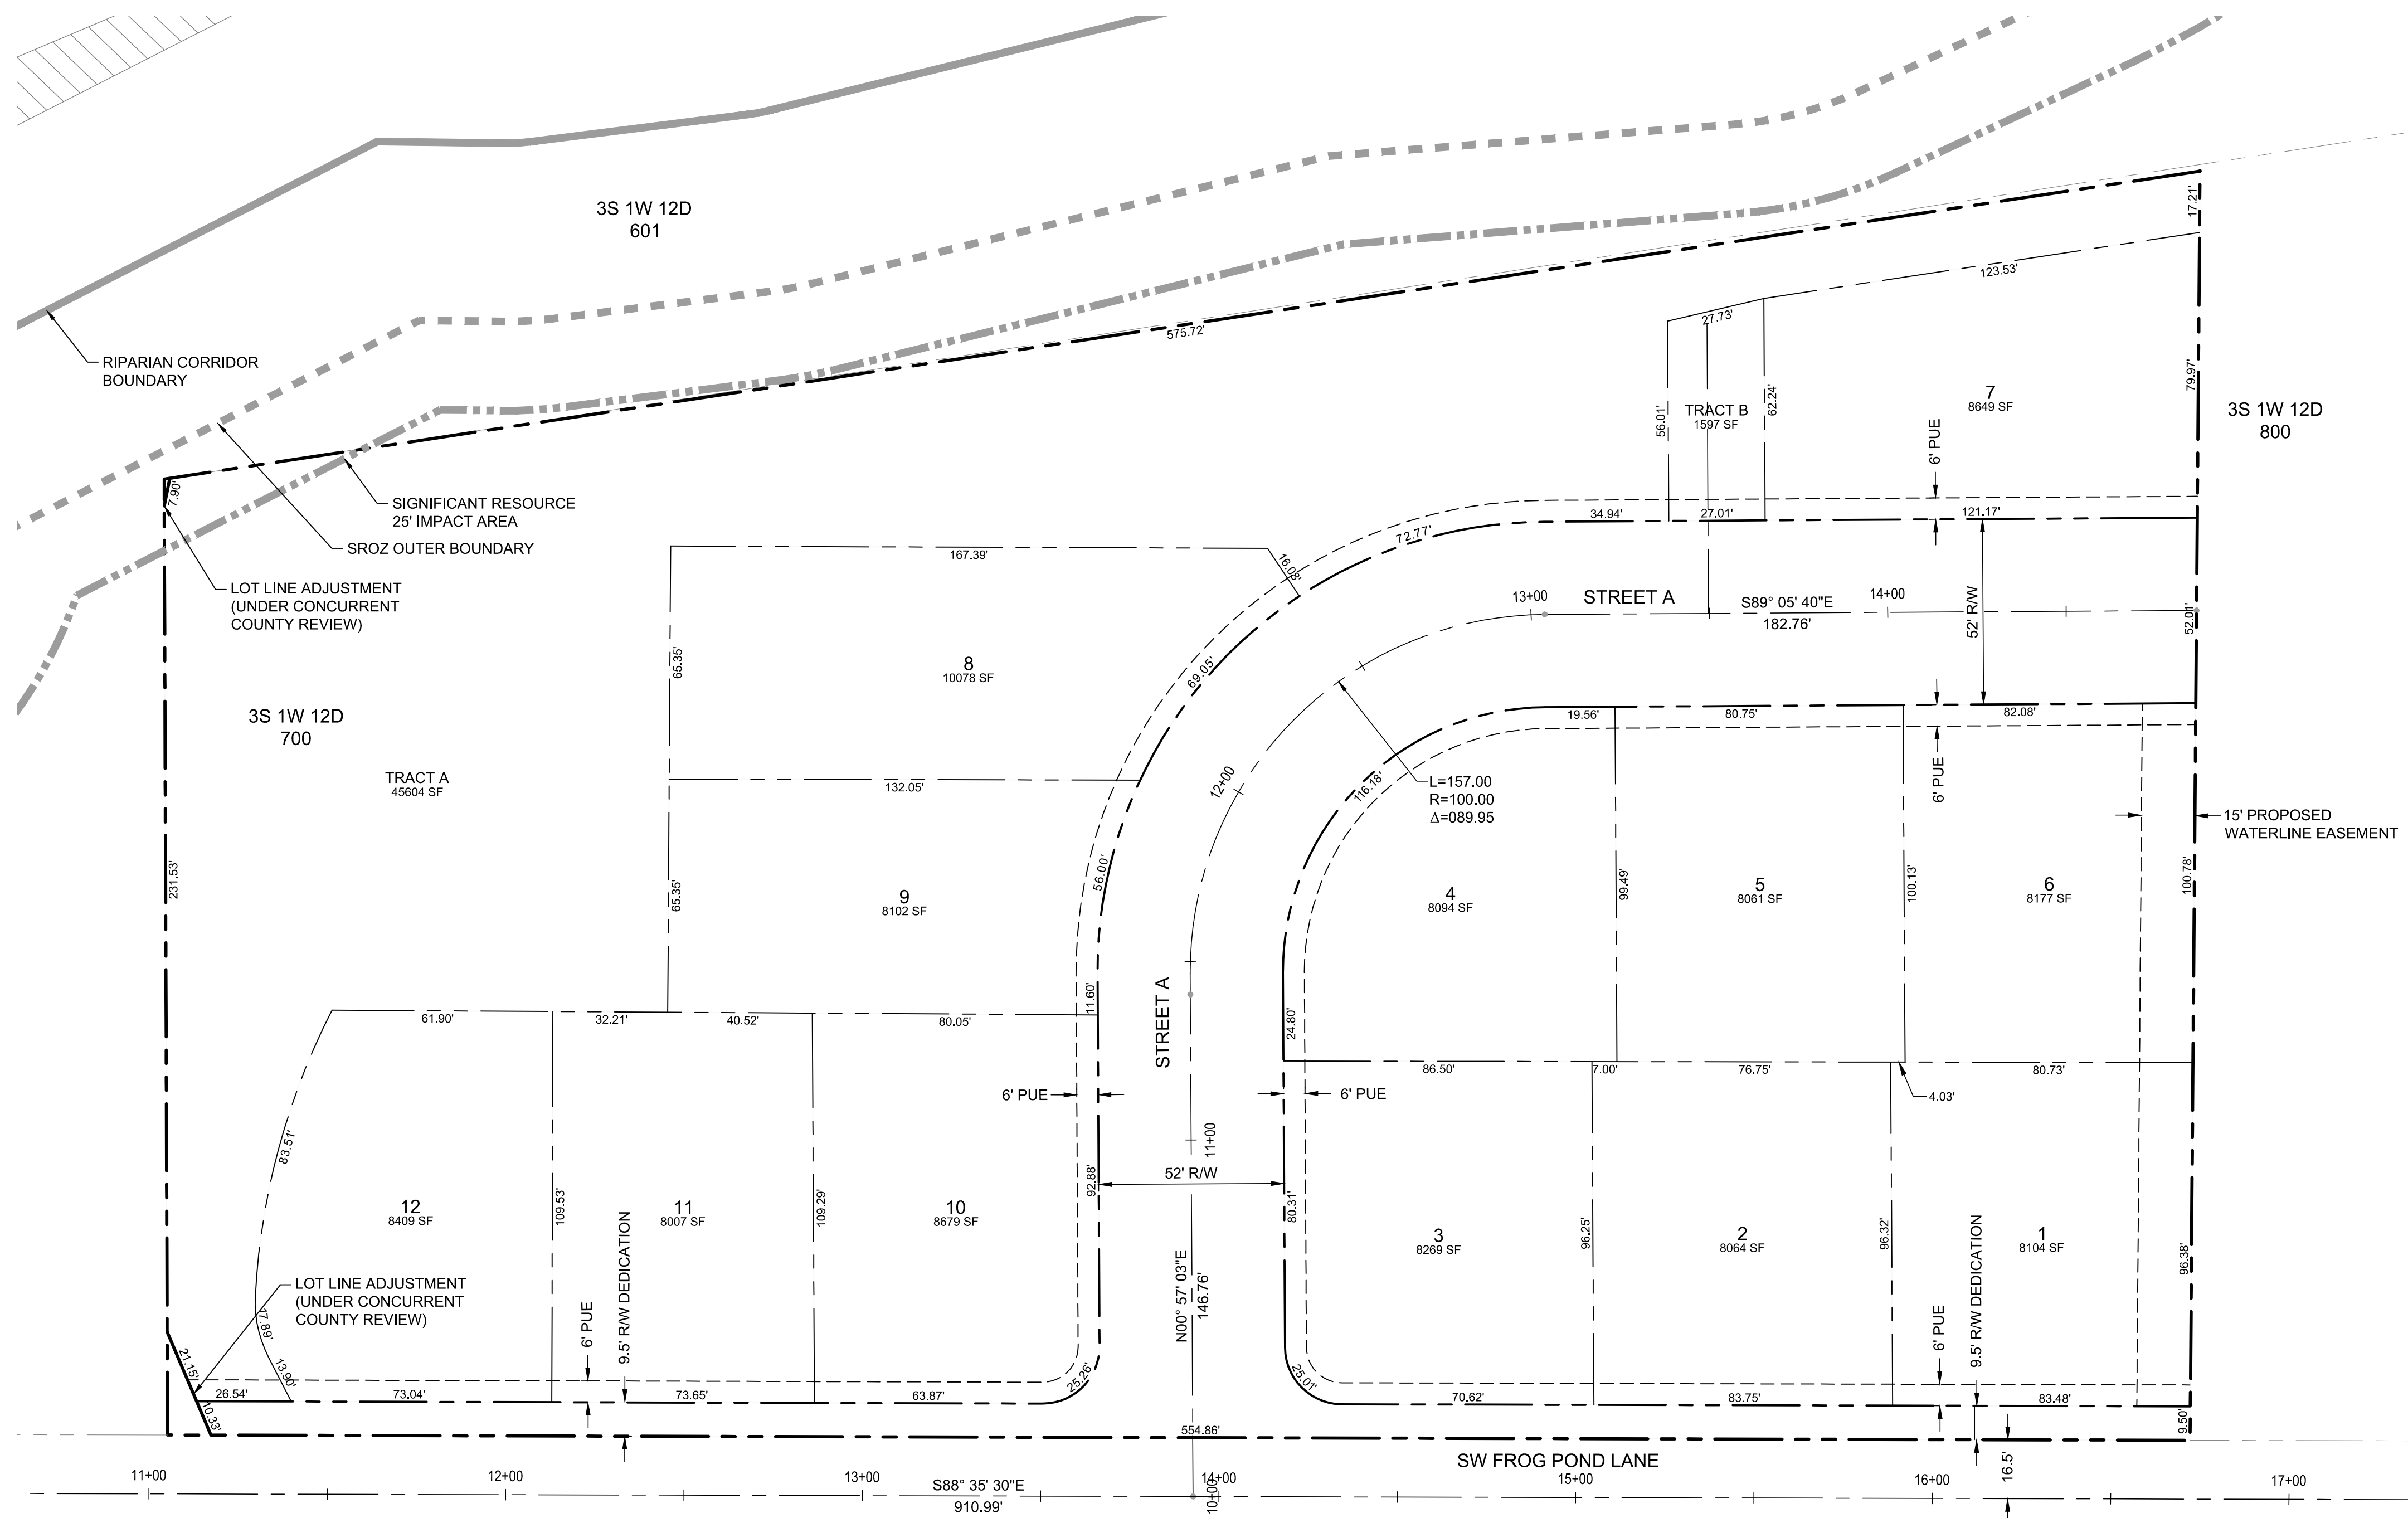 3S 1W 12D
601
RIPARIAN CORRIDOR
BOUNDARY
SIGNIFICANT RESOURCE
25' IMPACT AREA
SROZ OUTER BOUNDARY
LOT LINE ADJUSTMENT
(UNDER CONCURRENT
COUNTY REVIEW)
7.90'
575.72'
17.21'
123.53'
27.73'
56.01'
TRACT B
1597 SF
62.24'
7
8649 SF
79.97'
6' PUE
3S 1W 12D
800
34.94'
27.01'
121.17'
72.77'
16.08'
167.39'
65.35'
8
10078 SF
69.05'
13+00
STREET A
S89° 05' 40"E
182.76'
14+00
52' R/W
52.01'
3S 1W 12D
700
TRACT A
45604 SF
231.53'
132.05'
12+00
L=157.00
R=100.00
Δ=089.95
116.18'
19.56'
80.75'
82.08'
6' PUE
15' PROPOSED
WATERLINE EASEMENT
65.35'
9
8102 SF
56.00'
4
8094 SF
99.49'
5
8061 SF
100.13'
6
8177 SF
100.78'
61.90'
32.21'
40.52'
80.05'
11.60'
STREET A
24.80'
86.50'
7.00'
76.75'
80.73'
4.03'
6' PUE
6' PUE
11+00
52' R/W
83.51'
12
8409 SF
109.53'
11
8007 SF
109.29'
10
8679 SF
92.88'
80.31'
3
8269 SF
96.25'
2
8064 SF
96.32'
1
8104 SF
96.38'
LOT LINE ADJUSTMENT
(UNDER CONCURRENT
COUNTY REVIEW)
17.89'
13.90'
21.15'
10.33'
6' PUE
9.5' R/W DEDICATION
N00° 57' 03"E
146.76'
6' PUE
9.5' R/W DEDICATION
26.54'
73.04'
73.65'
63.87'
25.26'
25.01'
70.62'
83.75'
83.48'
9.50'
554.86'
SW FROG POND LANE
16.5'
11+00
12+00
13+00
S88° 35' 30"E
910.99'
10+00
14+00
15+00
16+00
17+00